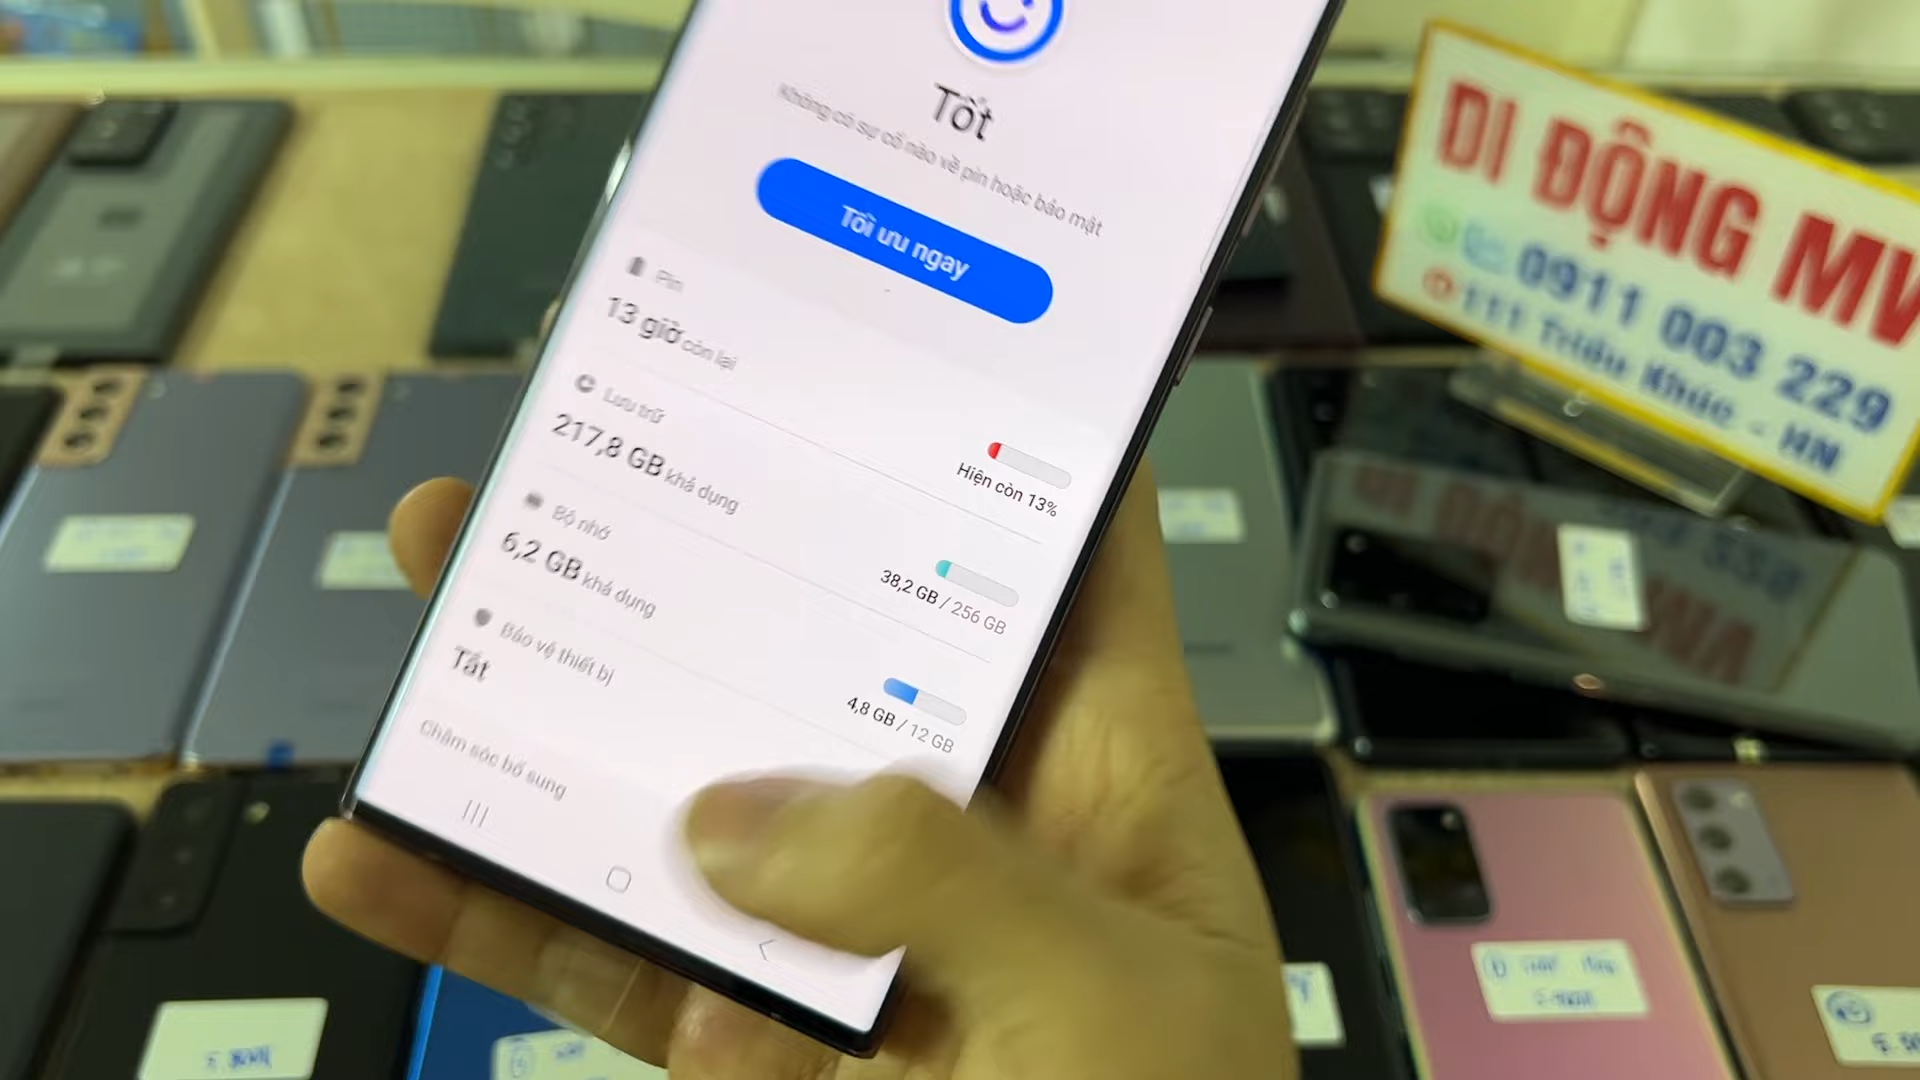 Tốt
Không có sự cố nào về pin hoặc bảo mật
Tối ưu ngay
Pin
13 giờ còn lại
Hiện còn 13%
Lưu trữ
217,8 GB khả dụng
38,2 GB / 256 GB
Bộ nhớ
6,2 GB khả dụng
4,8 GB / 12 GB
Bảo vệ thiết bị
Tắt
Chăm sóc bổ sung
DI ĐỘNG MV
0911 003 229
111 Triều Khúc - HN